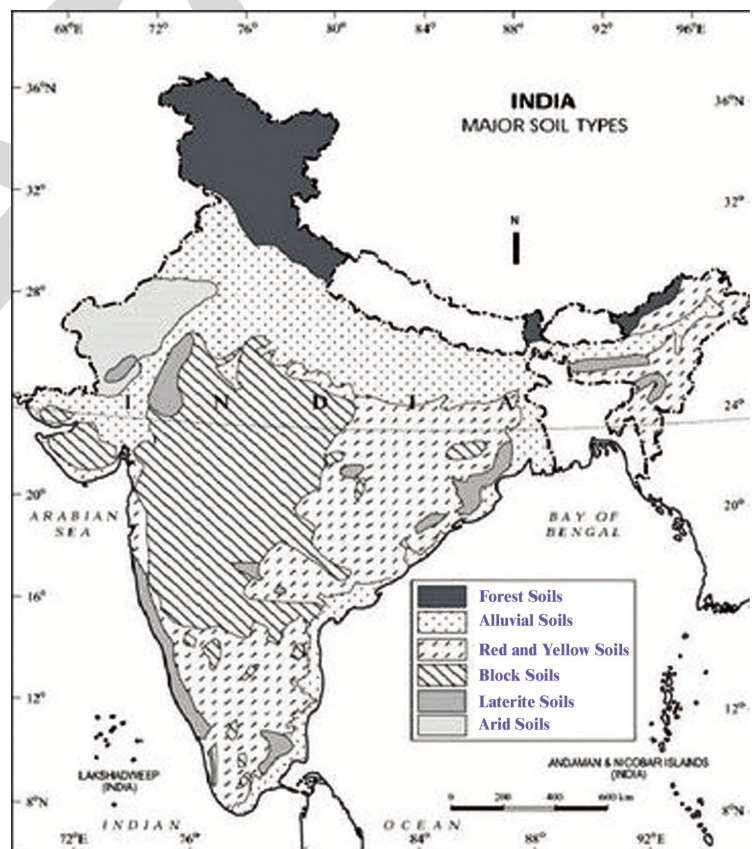 68°E 72° 76° 80° 84° 88° 92° 96°E
36°N 36°N
INDIA
MAJOR SOIL TYPES
32° 32°
N
28° 28°
I N D I A
24°
20° 20°
ARABIAN
SEA
BAY OF
BENGAL
16° 16°
Forest Soils
Alluvial Soils
Red and Yellow Soils
Block Soils
Laterite Soils
Arid Soils
12° 12°
LAKSHADWEEP
(INDIA)
ANDAMAN & NICOBAR ISLANDS
(INDIA)
0 200 400 600 km
8°N 8°N
INDIAN OCEAN
72°E 76° 80° 84° 88° 92°E